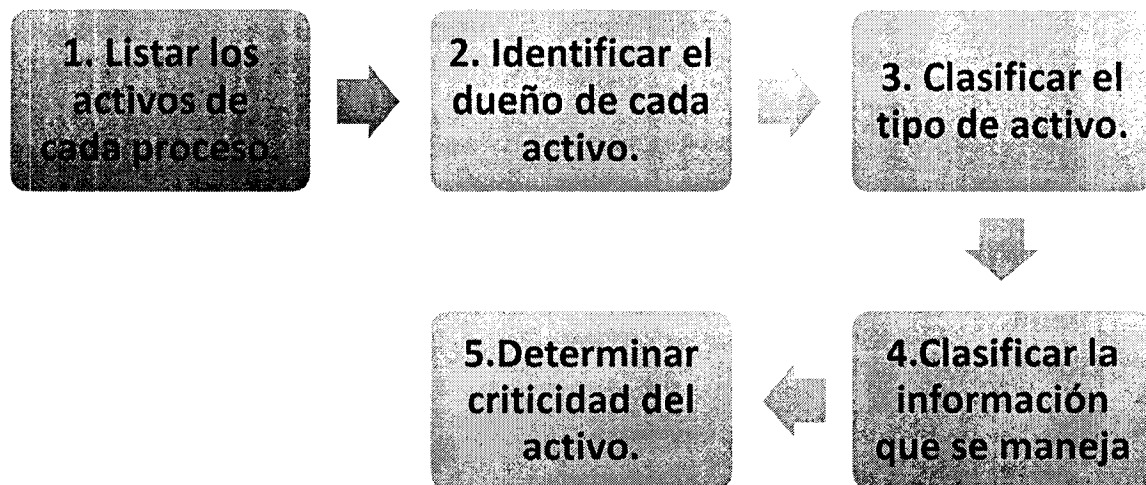 1. Listar los
activos de
cada proceso.
2. Identificar el
dueño de cada
activo.
3. Clasificar el
tipo de activo.
4.Clasificar la
información
que se maneja
5.Determinar
criticidad del
activo.